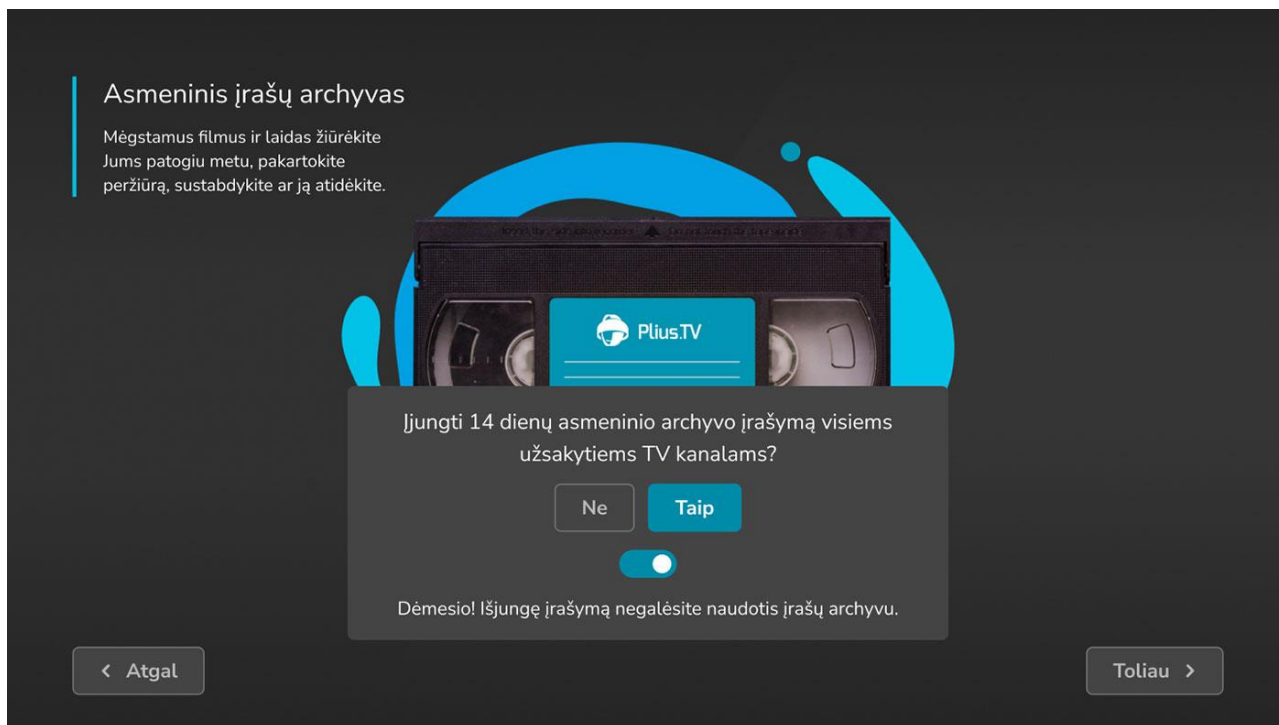 Asmeninis įrašų archyvas
Mėgstamus filmus ir laidas žiūrėkite
Jums patogiu metu, pakartokite
peržiūrą, sustabdykite ar ją atidėkite.
Plius.TV
Įjungti 14 dienų asmeninio archyvo įrašymą visiems
užsakytiems TV kanalams?
Ne
Taip
Dėmesio! Išjungę įrašymą negalėsite naudotis įrašų archyvu.
Atgal
Toliau